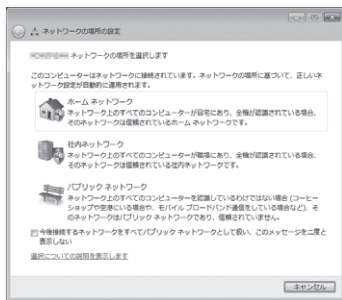 ネットワークの場所の設定
ネットワークの場所を選択します
このコンピューターはネットワークに接続されています。ネットワークの場所に基づいて、正しいネ
ットワーク設定が自動的に適用されます。
ホーム ネットワーク
ネットワーク上のすべてのコンピューターが自宅にあり、全機が認識されている場合、
そのネットワークは信頼されているホーム ネットワークです。
社内ネットワーク
ネットワーク上のすべてのコンピューターが職場にあり、全機が認識されている場合、
そのネットワークは信頼されている社内ネットワークです。
パブリック ネットワーク
ネットワーク上のすべてのコンピューターを認識しているわけではない場合 (コーヒー
ショップや空港にいる場合や、モバイル ブロードバンド通信をしている場合など)、そ
のネットワークはパブリック ネットワークであり、信頼されていません。
今後接続するネットワークをすべてパブリック ネットワークとして扱い、このメッセージを二度と
表示しない
選択についての説明を表示します
キャンセル